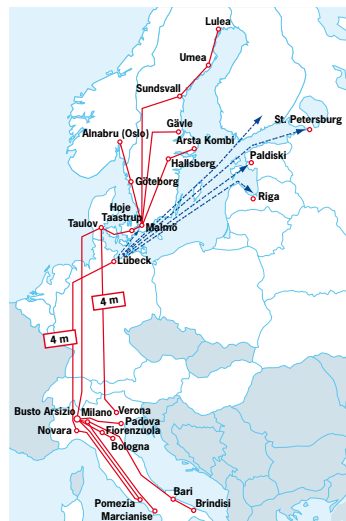 Lulea
Umea
Sundsvall
Gävle
St. Petersburg
Alnabru (Oslo)
Arsta Kombi
Hallsberg
Paldiski
Göteborg
Riga
Hoje
Taastrup
Taulov
Malmö
Lübeck
4 m
4 m
Busto Arsizio
Milano
Verona
Padova
Novara
Fiorenzuola
Bologna
Bari
Pomezia
Brindisi
Marcianise